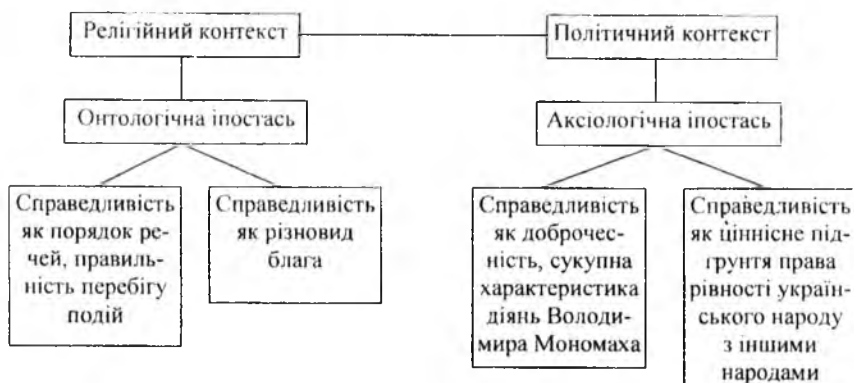 Релігійний контекст
Політичний контекст
Онтологічна іпостась
Аксіологічна іпостась
Справедливість
як порядок ре-
чей, правиль-
ність перебігу
подій
Справедливість
як різновид
блага
Справедливість
як доброчес-
ність, сукупна
характеристика
діянь Володи-
мира Мономаха
Справедливість
як ціннісне під-
ґрунтя права
рівності україн-
ського народу
з іншими
народами